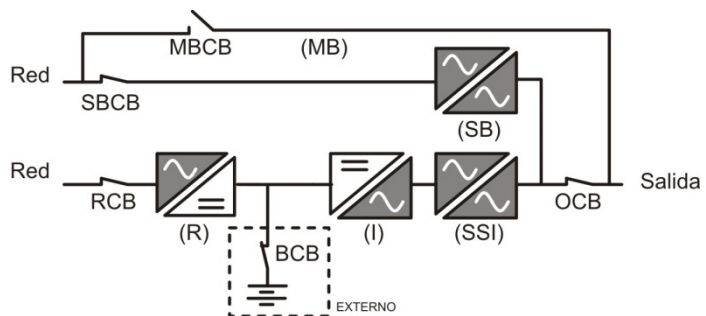 MBCB
(MB)
Red
SBCB
(SB)
Red
RCB
(R)
BCB
EXTERNO
(I)
(SSI)
OCB
Salida